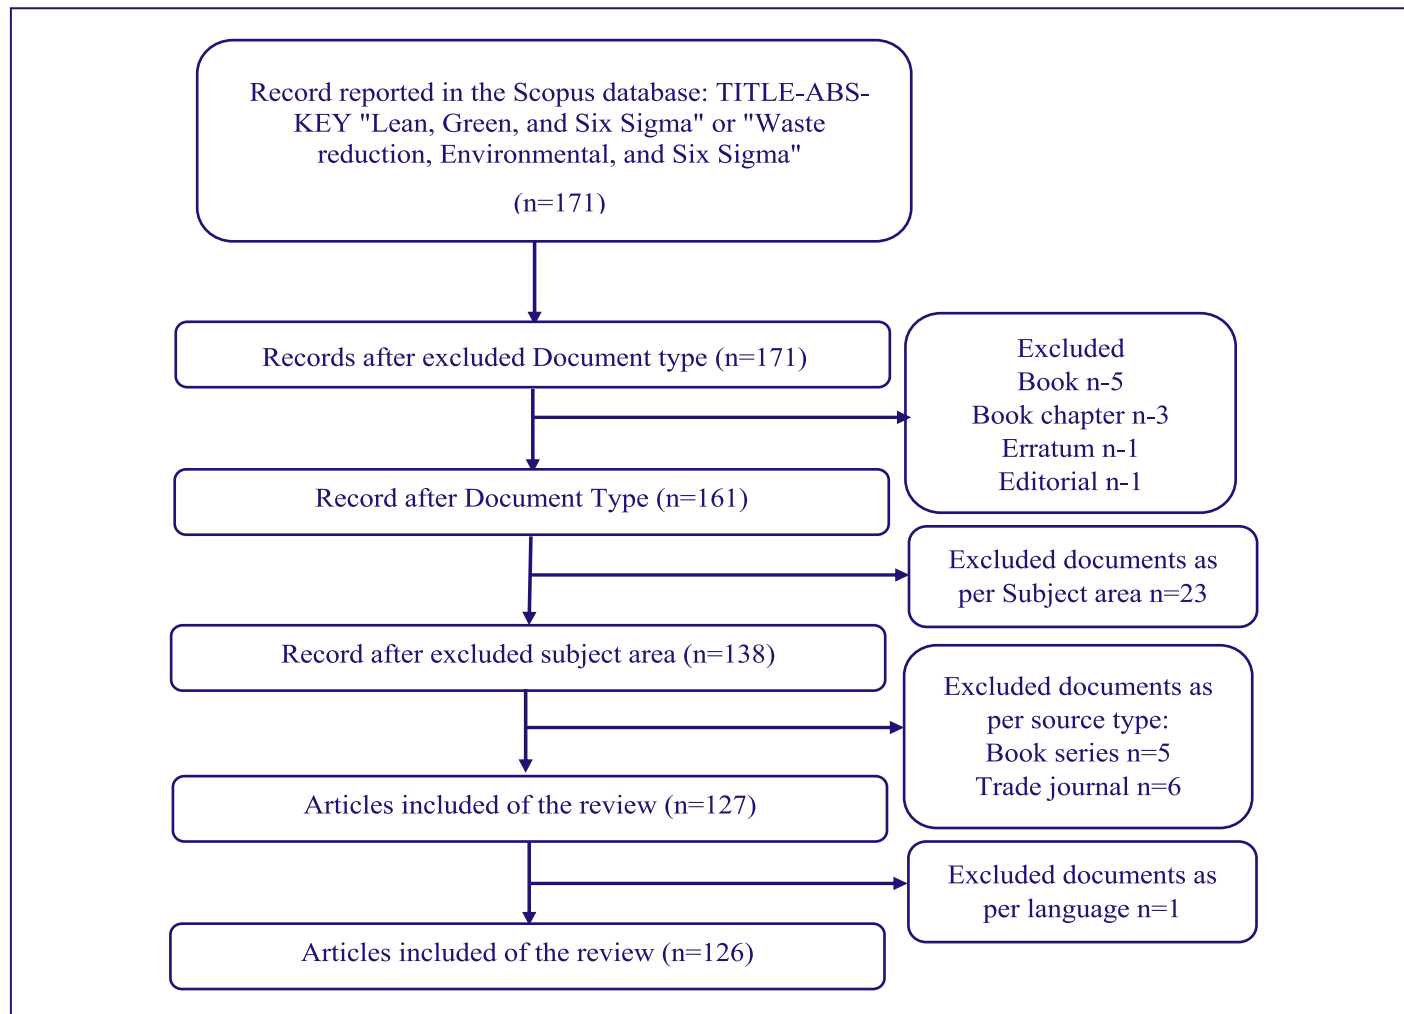 Record reported in the Scopus database: TITLE-ABS-
KEY "Lean, Green, and Six Sigma" or "Waste
reduction, Environmental, and Six Sigma"
(n=171)
Records after excluded Document type (n=171)
Excluded
Book n-5
Book chapter n-3
Erratum n-1
Editorial n-1
Record after Document Type (n=161)
Excluded documents as
per Subject area n=23
Record after excluded subject area (n=138)
Excluded documents as
per source type:
Book series n=5
Trade journal n=6
Articles included of the review (n=127)
Excluded documents as
per language n=1
Articles included of the review (n=126)